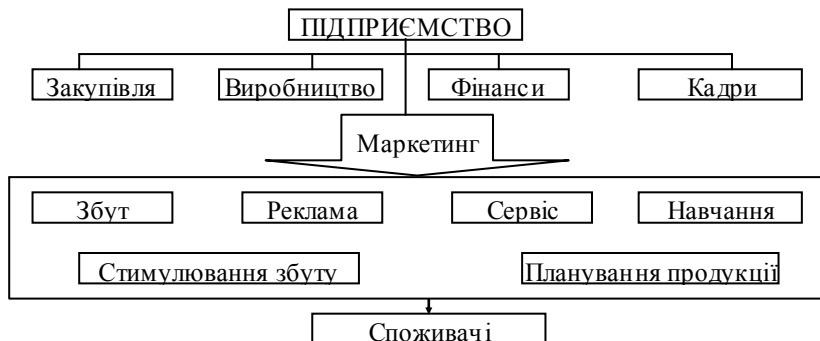 ПІДПРИЄМСТВО
Закупівля Виробництво Фінанси Кадри
Маркетинг
Збут Реклама Сервіс Навчання
Стимулювання збуту Планування продукції
Споживачі